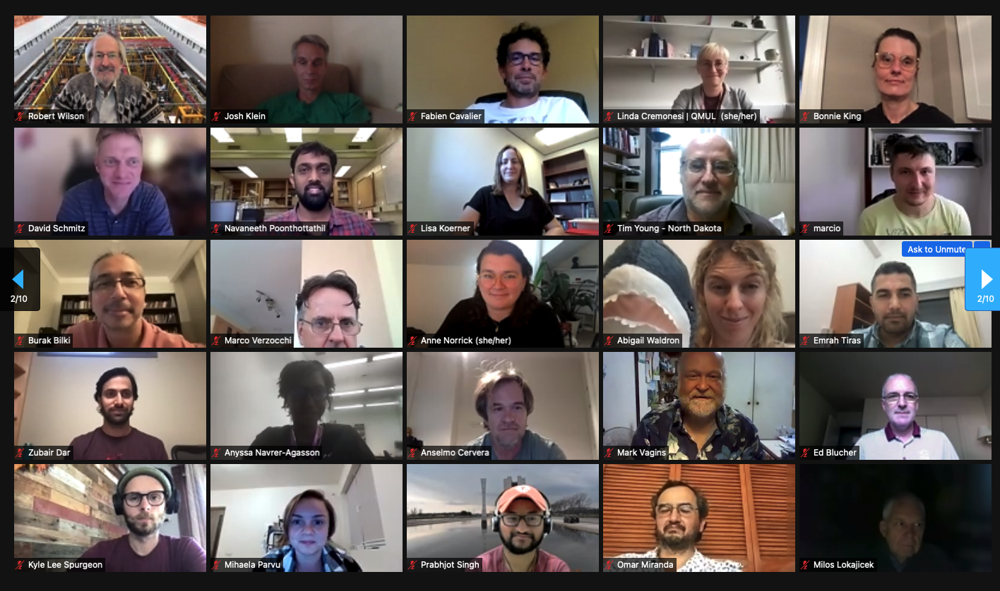 Robert Wilson
Josh Klein
Fabien Cavalier
Linda Cremonesi | QMUL (she/her)
Bonnie King
David Schmitz
Navaneeth Poonthottathil
Lisa Koerner
Tim Young - North Dakota
marcio
Ask to Unmute
2/10
2/10
Burak Bilki
Marco Verzocchi
Anne Norrick (she/her)
Abigail Waldron
Emrah Tiras
Zubair Dar
Anyssa Navrer-Agasson
Anselmo Cervera
Mark Vagins
Ed Blucher
Kyle Lee Spurgeon
Mihaela Parvu
Prabhjot Singh
Omar Miranda
Milos Lokajicek